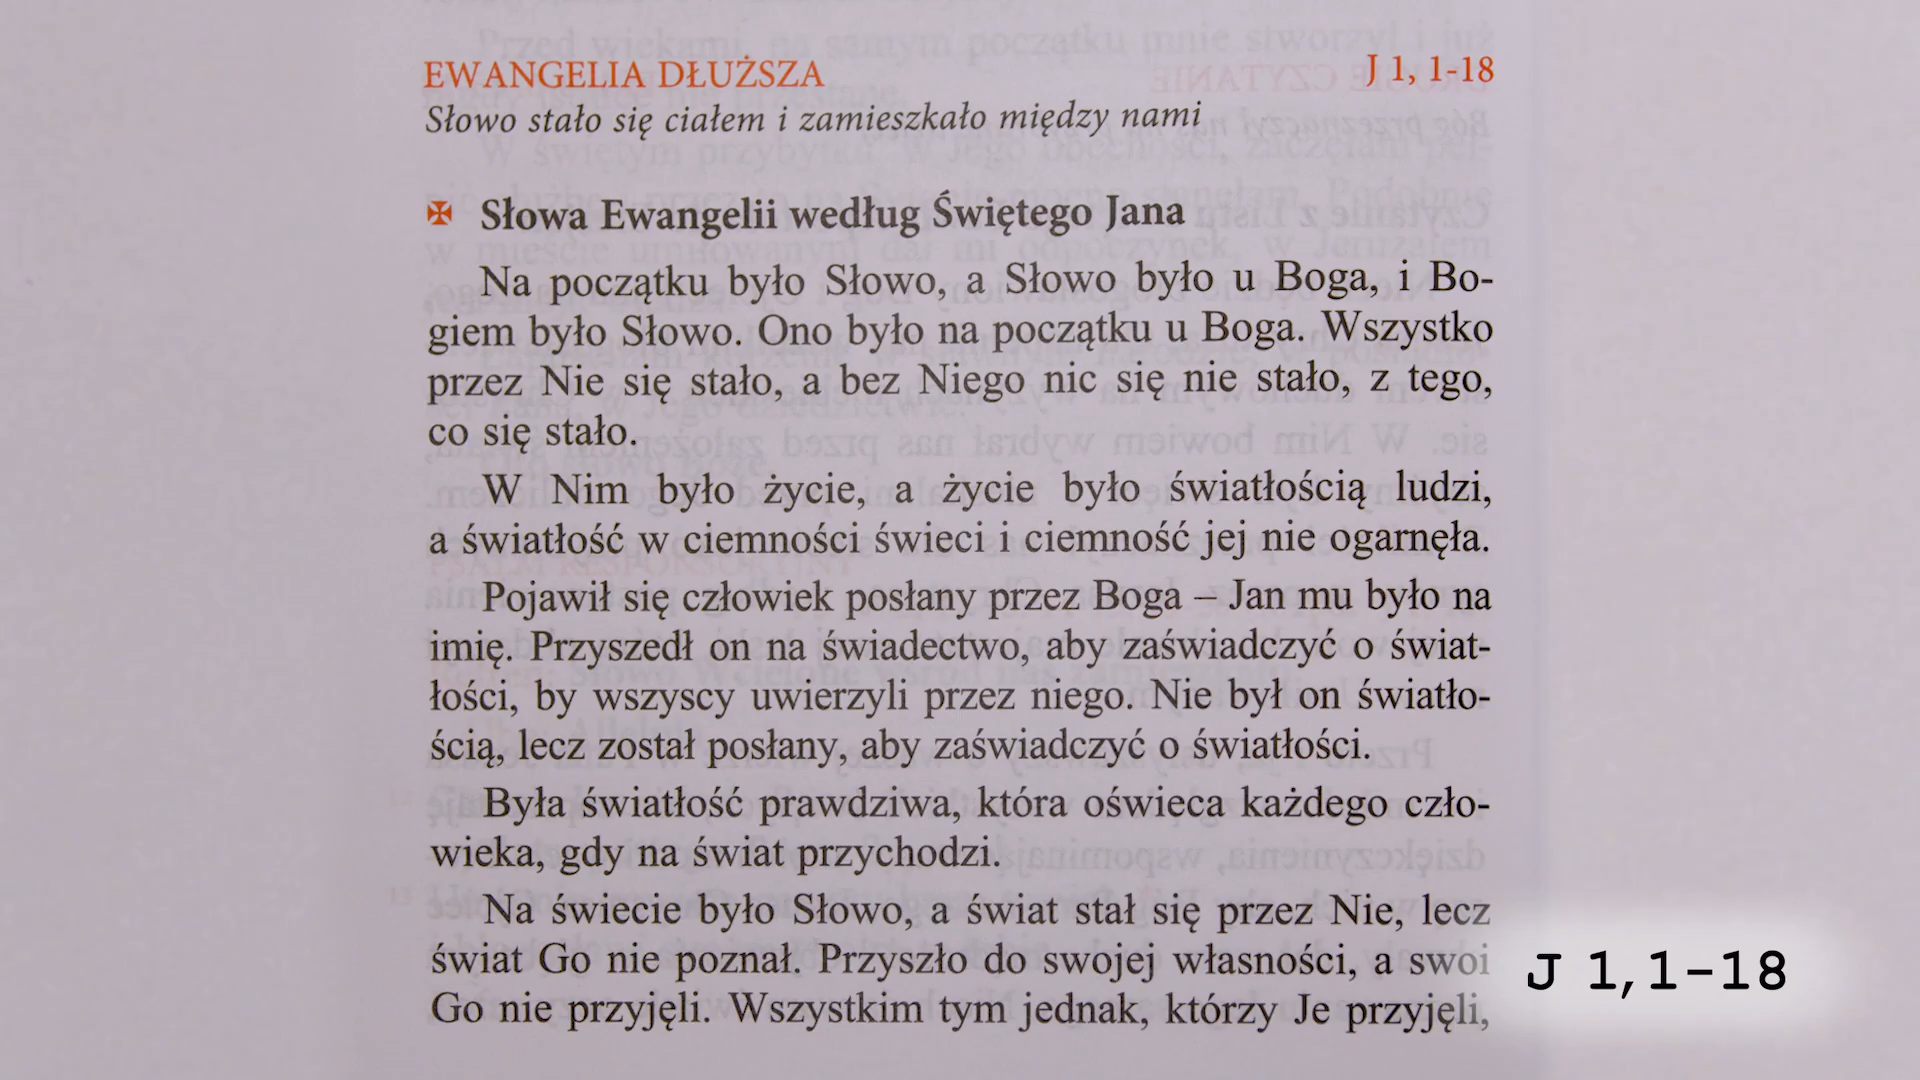 EWANGELIA DŁUŻSZA J 1, 1-18
Słowo stało się ciałem i zamieszkało między nami
✠ Słowa Ewangelii według Świętego Jana
Na początku było Słowo, a Słowo było u Boga, i Bo-
giem było Słowo. Ono było na początku u Boga. Wszystko
przez Nie się stało, a bez Niego nic się nie stało, z tego,
co się stało.
W Nim było życie, a życie było światłością ludzi,
a światłość w ciemności świeci i ciemność jej nie ogarnęła.
Pojawił się człowiek posłany przez Boga – Jan mu było na
imię. Przyszedł on na świadectwo, aby zaświadczyć o świat-
łości, by wszyscy uwierzyli przez niego. Nie był on światło-
ścią, lecz został posłany, aby zaświadczyć o światłości.
Była światłość prawdziwa, która oświeca każdego czło-
wieka, gdy na świat przychodzi.
Na świecie było Słowo, a świat stał się przez Nie, lecz
świat Go nie poznał. Przyszło do swojej własności, a swoi
Go nie przyjęli. Wszystkim tym jednak, którzy Je przyjęli,
J 1,1-18